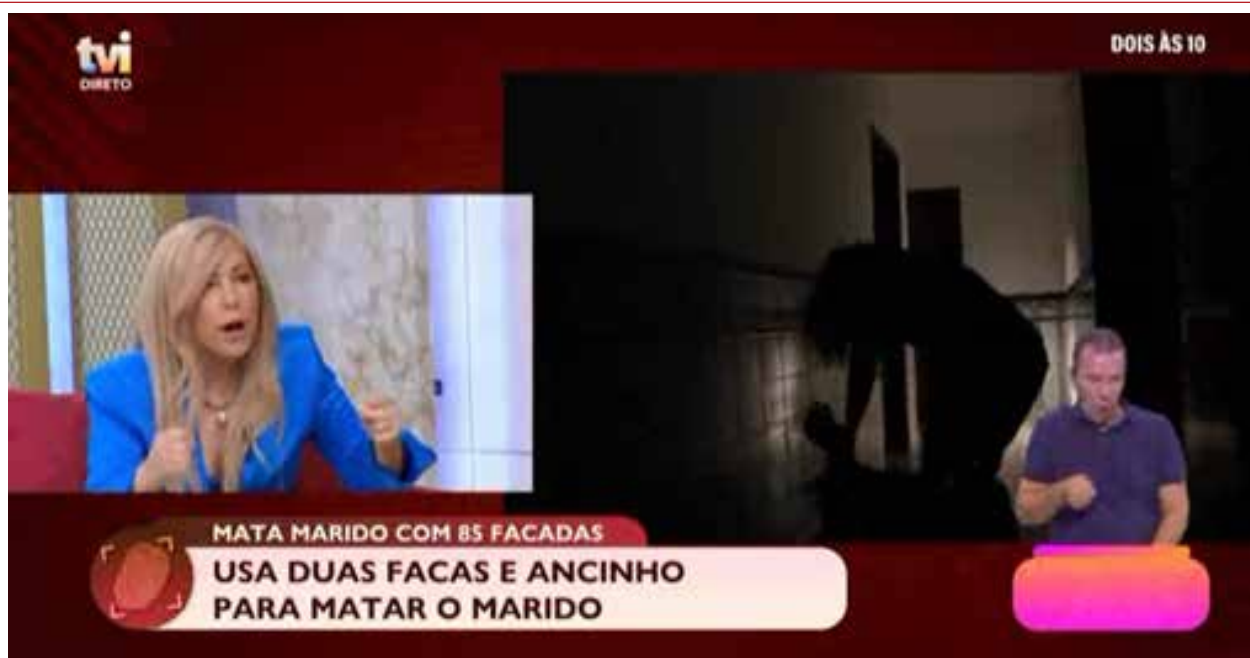 tvi
DIRETO
DOIS ÀS 10
MATA MARIDO COM 85 FACADAS
USA DUAS FACAS E ANCINHO
PARA MATAR O MARIDO